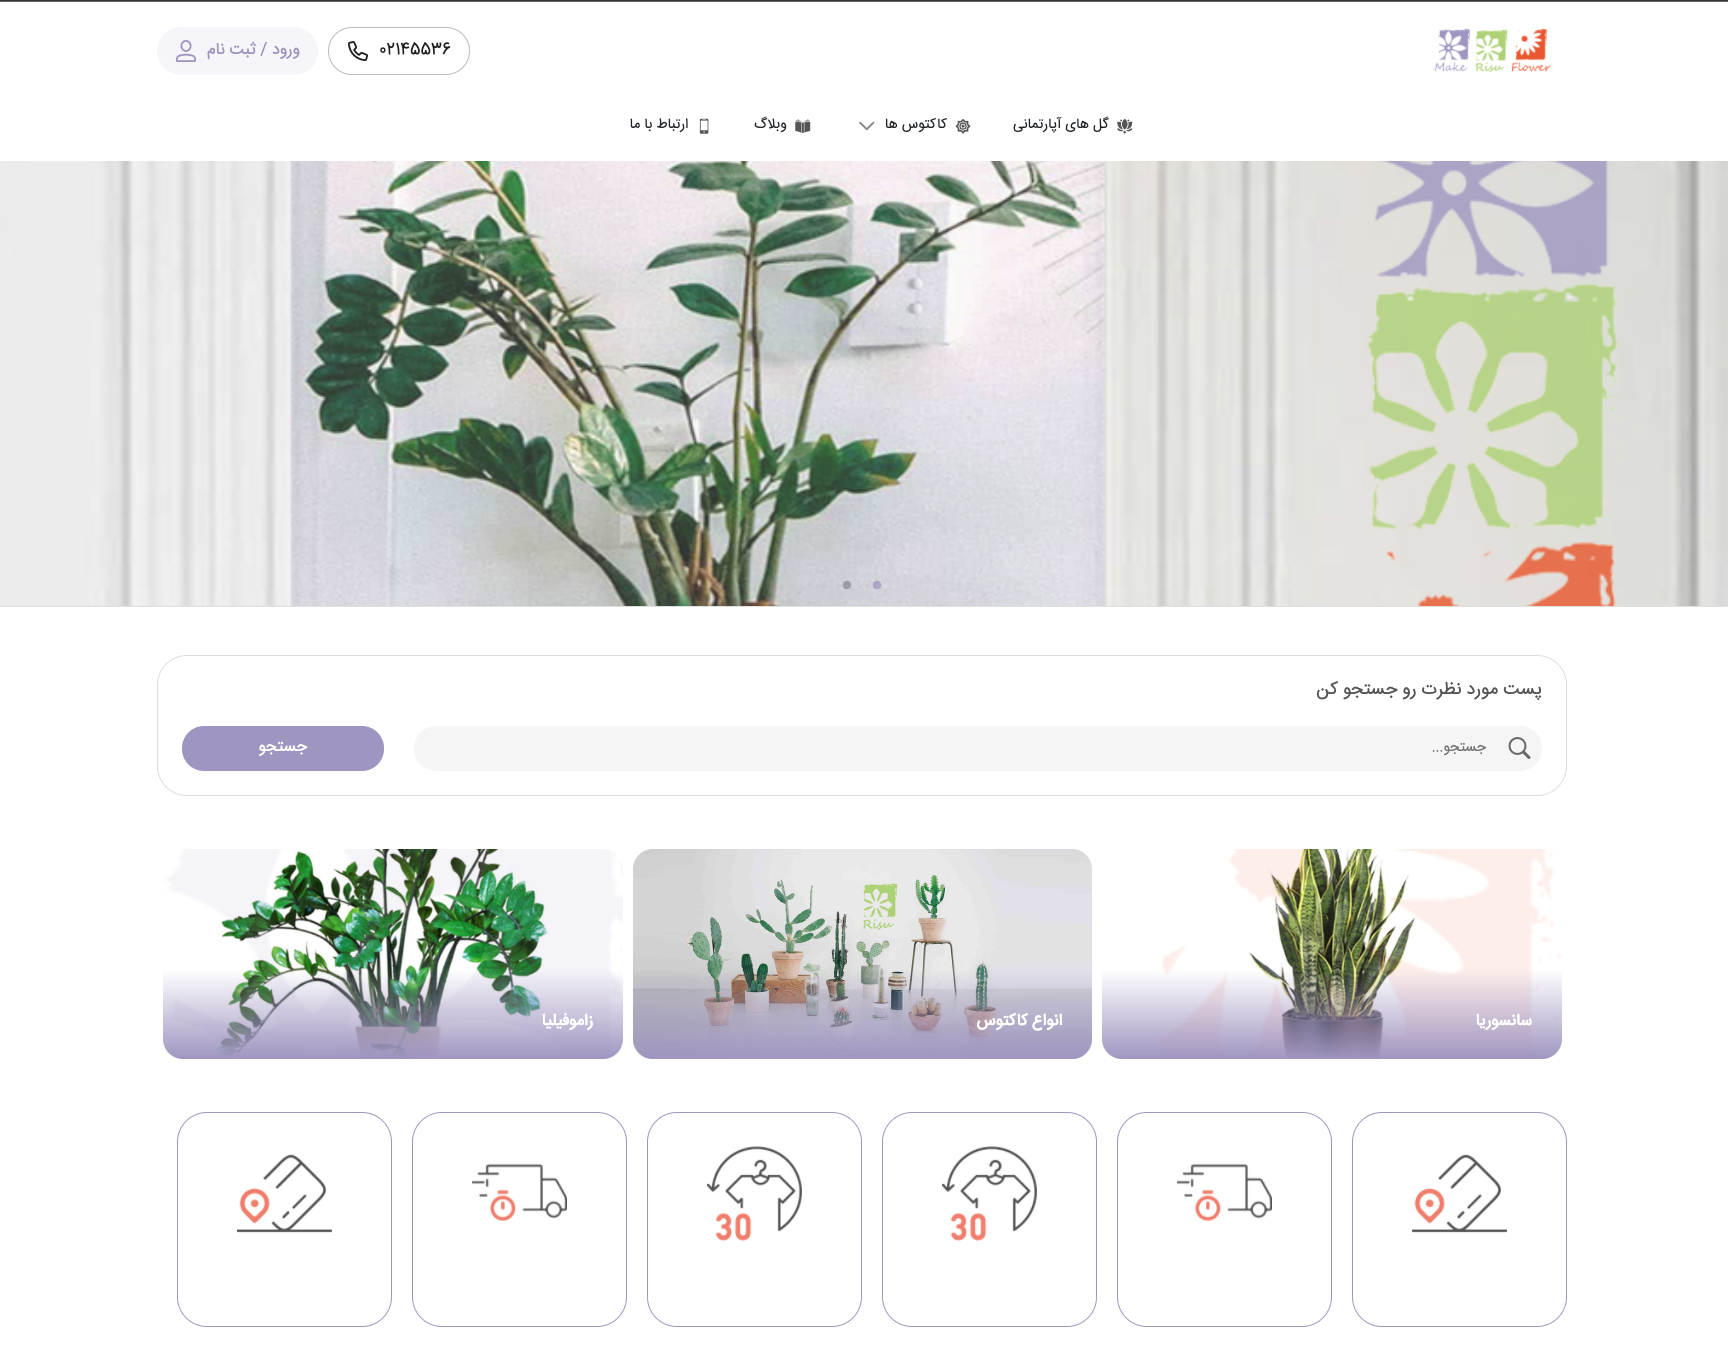 Make Risu Flower
۰۲۱۴۵۵۳۶
ورود / ثبت نام
گل های آپارتمانی
کاکتوس ها
وبلاگ
ارتباط با ما
پست مورد نظرت رو جستجو کن
جستجو...
جستجو
سانسوریا
Risu
انواع کاکتوس
زاموفیلیا
30
30